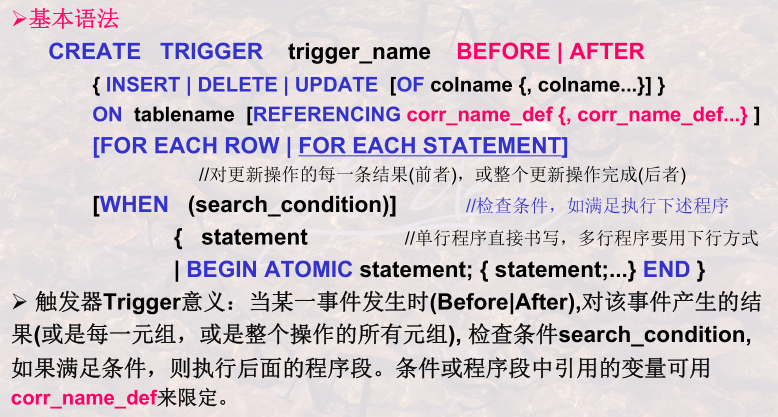 ➢基本语法
CREATE TRIGGER trigger_name BEFORE | AFTER
{ INSERT | DELETE | UPDATE [OF colname {, colname...}] }
ON tablename [REFERENCING corr_name_def {, corr_name_def...} ]
[FOR EACH ROW | FOR EACH STATEMENT]
//对更新操作的每一条结果(前者)，或整个更新操作完成(后者)
[WHEN (search_condition)] //检查条件，如满足执行下述程序
{ statement //单行程序直接书写，多行程序要用下行方式
| BEGIN ATOMIC statement; { statement;...} END }
➢ 触发器Trigger意义：当某一事件发生时(Before|After),对该事件产生的结
果(或是每一元组，或是整个操作的所有元组), 检查条件search_condition,
如果满足条件，则执行后面的程序段。条件或程序段中引用的变量可用
corr_name_def来限定。